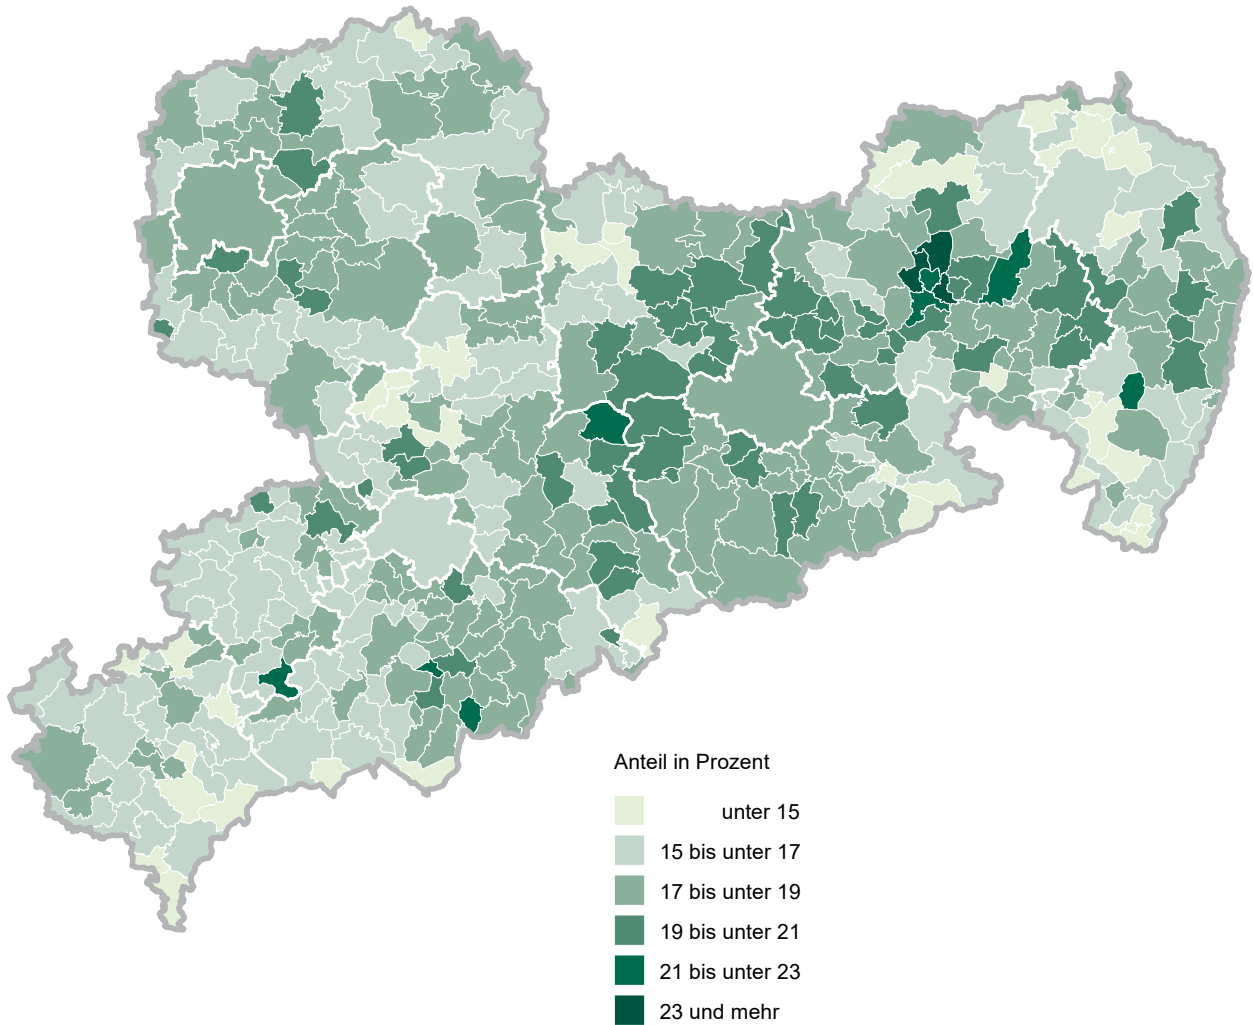 Anteil in Prozent
unter 15
15 bis unter 17
17 bis unter 19
19 bis unter 21
21 bis unter 23
23 und mehr